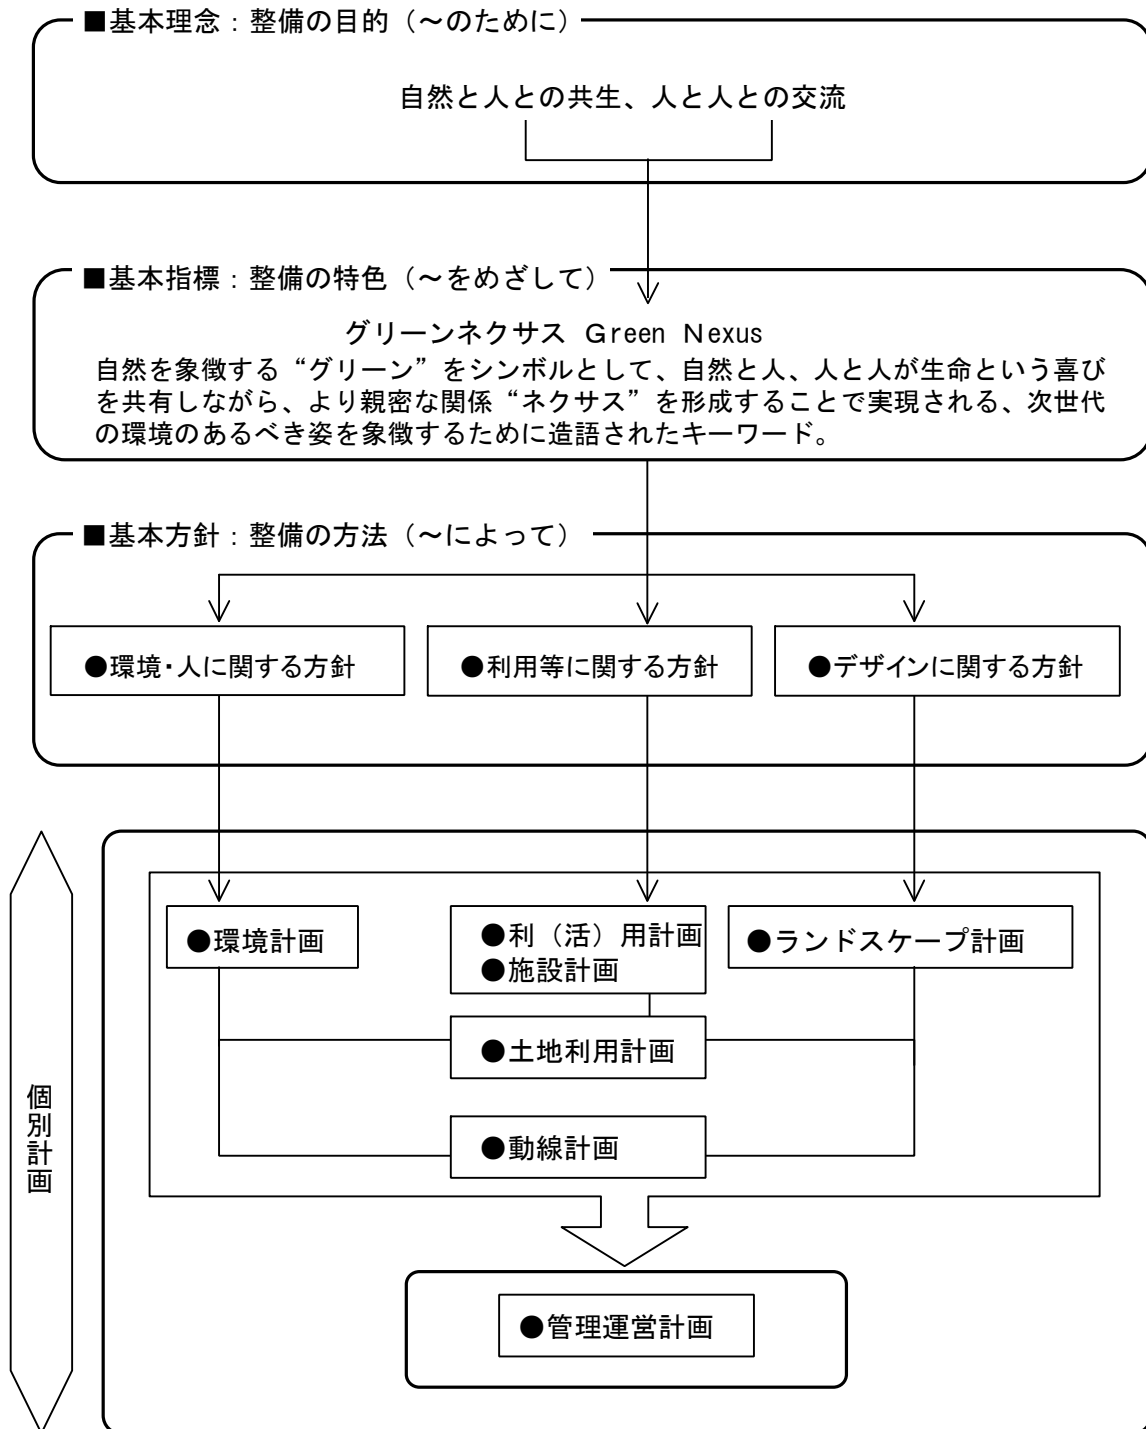 ■基本理念：整備の目的（～のために）
自然と人との共生、人と人との交流
■基本指標：整備の特色（～をめざして）
グリーンネクサス Green Nexus
自然を象徴する“グリーン”をシンボルとして、自然と人、人と人が生命という喜び
を共有しながら、より親密な関係“ネクサス”を形成することで実現される、次世代
の環境のあるべき姿を象徴するために造語されたキーワード。
■基本方針：整備の方法（～によって）
●環境・人に関する方針
●利用等に関する方針
●デザインに関する方針
●環境計画
●利（活）用計画
●施設計画
●ランドスケープ計画
●土地利用計画
●動線計画
個別計画
●管理運営計画